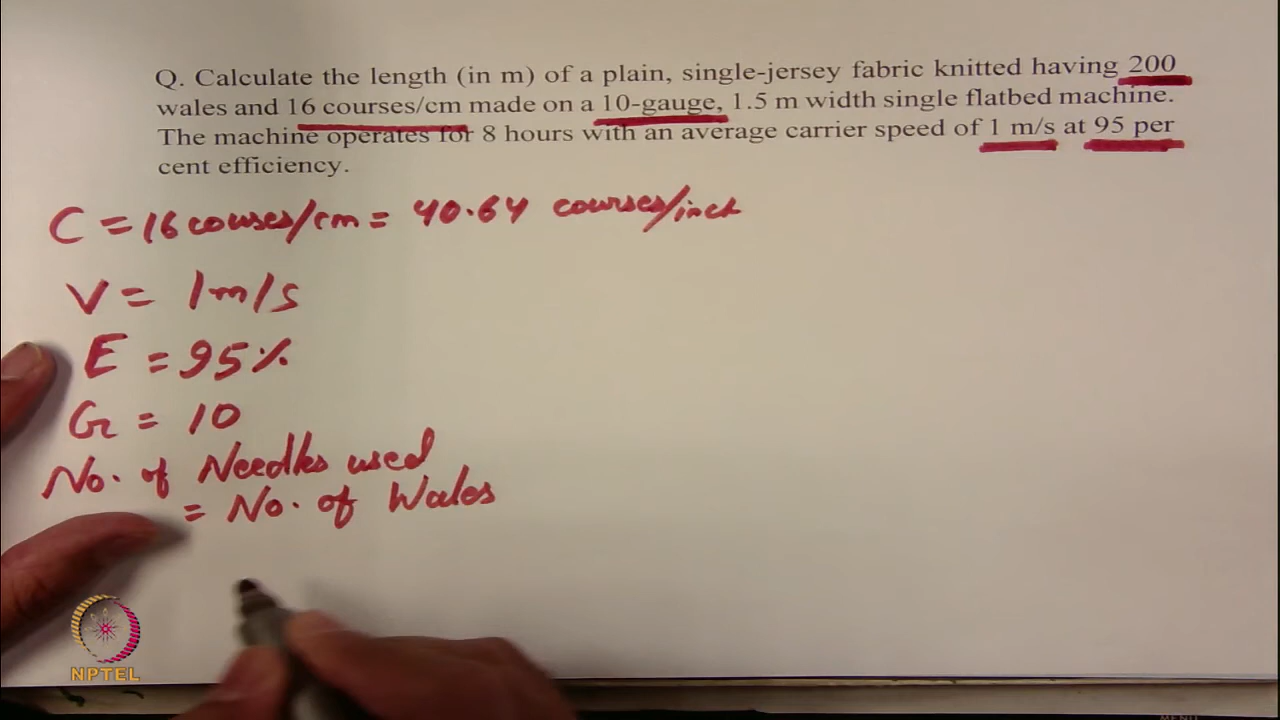 Q. Calculate the length (in m) of a plain, single-jersey fabric knitted having 200
wales and 16 courses/cm made on a 10-gauge, 1.5 m width single flatbed machine.
The machine operates for 8 hours with an average carrier speed of 1 m/s at 95 per
cent efficiency.
C = 16 couses/cm = 40.64 courses/inch
V = 1m/s
E = 95%
G = 10
No. of Needles used
= No. of Wales
NPTEL